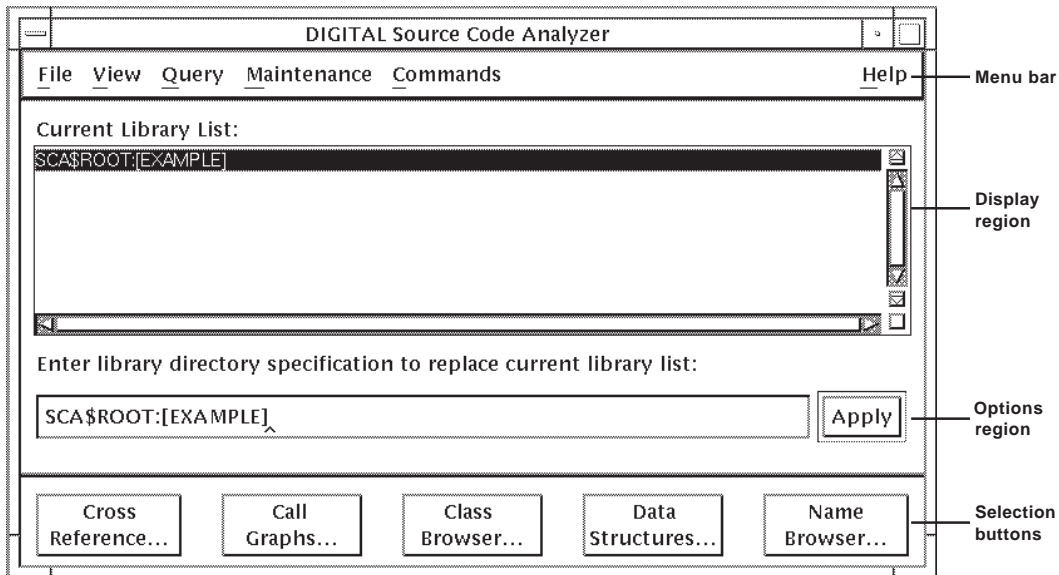 DIGITAL Source Code Analyzer
File View Query Maintenance Commands Help
Menu bar
Current Library List:
SCA$ROOT:[EXAMPLE]
Display
region
Enter library directory specification to replace current library list:
SCA$ROOT:[EXAMPLE]
Apply
Options
region
Cross
Reference...
Call
Graphs...
Class
Browser...
Data
Structures...
Name
Browser...
Selection
buttons